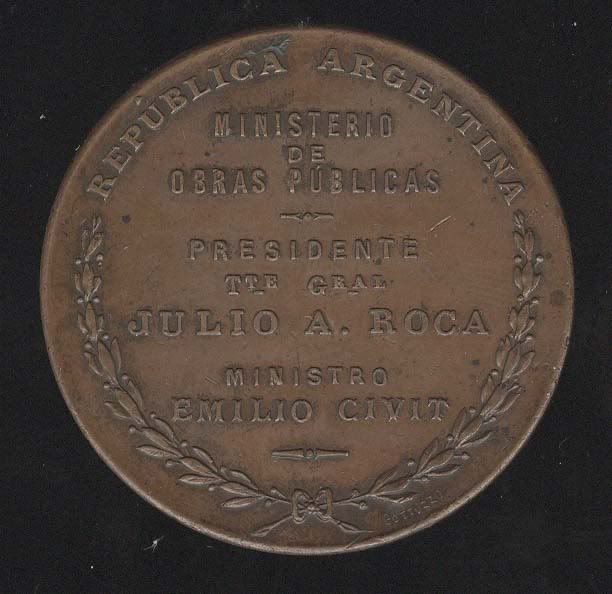 REPÚBLICA ARGENTINA
MINISTERIO
DE
OBRAS PÚBLICAS
PRESIDENTE
TTE GRAL
JULIO A. ROCA
MINISTRO
EMILIO CIVIT